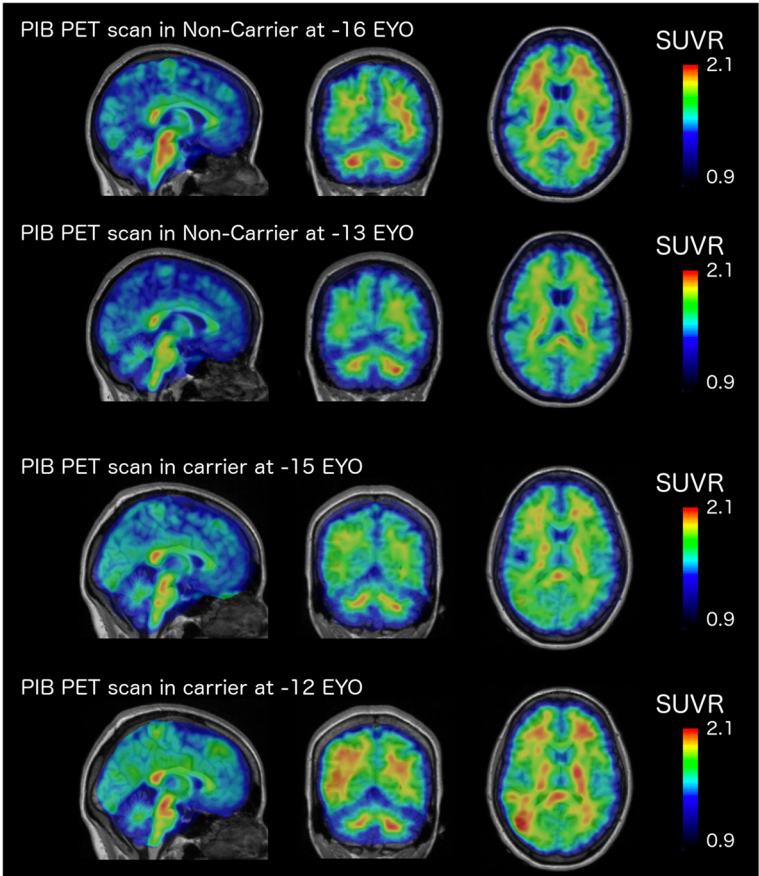 PIB PET scan in Non-Carrier at -16 EYO
SUVR
2.1
0.9
PIB PET scan in Non-Carrier at -13 EYO
SUVR
2.1
0.9
PIB PET scan in carrier at -15 EYO
SUVR
2.1
0.9
PIB PET scan in carrier at -12 EYO
SUVR
2.1
0.9